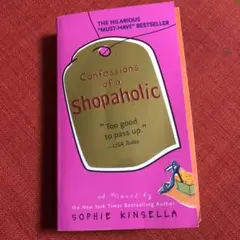 THE HILARIOUS
"MUST-HAVE" BESTSELLER
Confessions
of a
Shopaholic
"Too good
to pass up."
—USA Today
a novel by
the New York Times Bestselling Author
SOPHIE KINSELLA